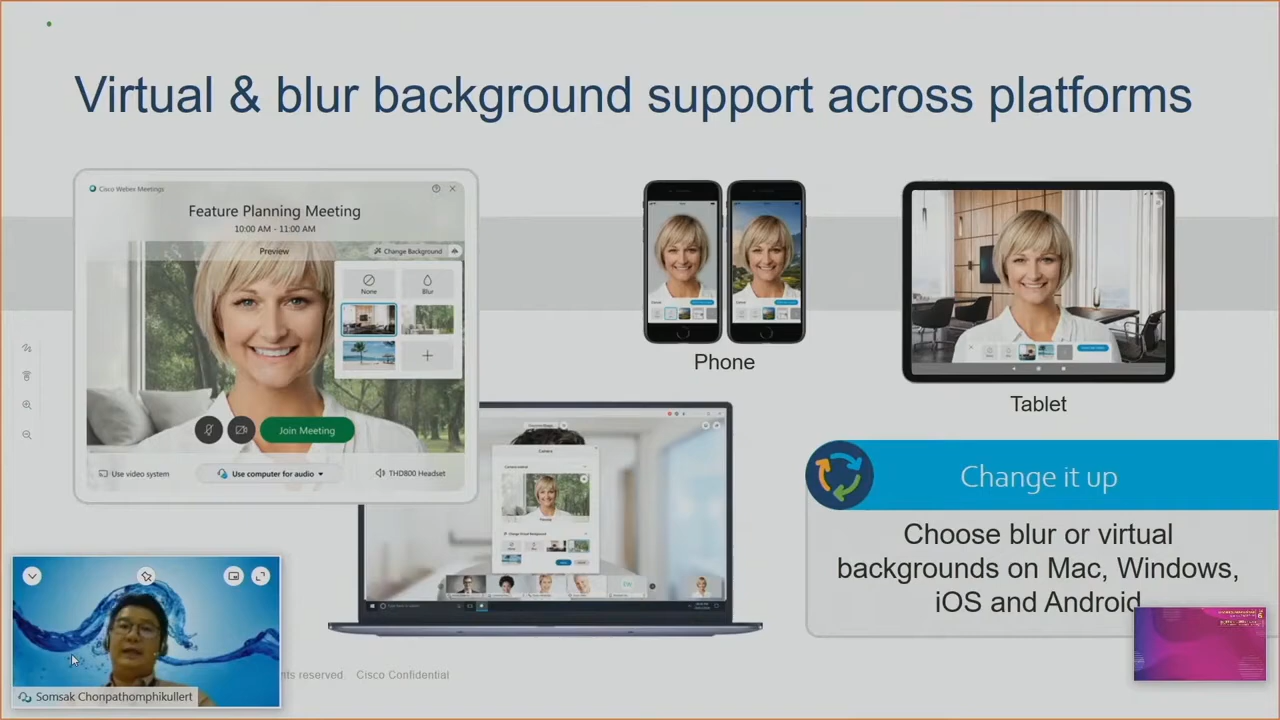 Virtual & blur background support across platforms
Cisco Webex Meetings
Feature Planning Meeting
10:00 AM - 11:00 AM
Preview
Change Background
None
Blur
Join Meeting
Use video system
Use computer for audio
THD800 Headset
Phone
Tablet
Camera
Change it up
Choose blur or virtual
backgrounds on Mac, Windows,
iOS and Android
reserved. Cisco Confidential
Somsak Chonpathomphikullert